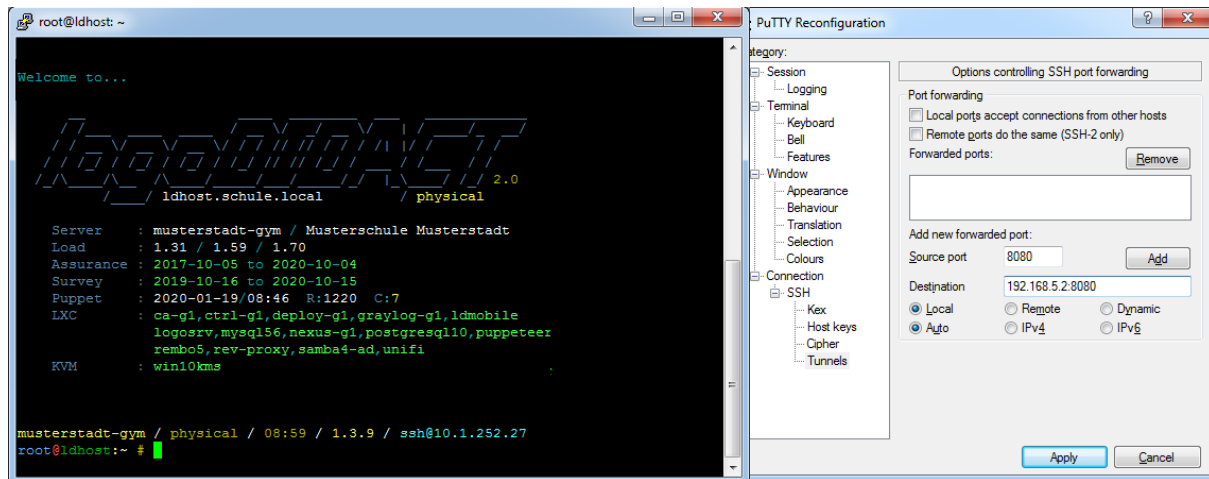 root@ldhost: ~
Welcome to...
logoDIDACT
2.0
ldhost.schule.local / physical
Server : musterstadt-gym / Musterschule Musterstadt
Load : 1.31 / 1.59 / 1.70
Assurance : 2017-10-05 to 2020-10-04
Survey : 2019-10-16 to 2020-10-15
Puppet : 2020-01-19/08:46 R:1220 C:7
LXC : ca-g1,ctrl-g1,deploy-g1,graylog-g1,ldmobile
logosrv,mysql56,nexus-g1,postgresql10,puppeteer
rembo5,rev-proxy,samba4-ad,unifi
KVM : win10kms
musterstadt-gym / physical / 08:59 / 1.3.9 / ssh@10.1.252.27
root@ldhost:~ #
PuTTY Reconfiguration
ategory:
Session
Logging
Terminal
Keyboard
Bell
Features
Window
Appearance
Behaviour
Translation
Selection
Colours
Connection
SSH
Kex
Host keys
Cipher
Tunnels
Options controlling SSH port forwarding
Port forwarding
Local ports accept connections from other hosts
Remote ports do the same (SSH-2 only)
Forwarded ports:
Remove
Add new forwarded port:
Source port 8080 Add
Destination 192.168.5.2:8080
Local Remote Dynamic
Auto IPv4 IPv6
Apply Cancel